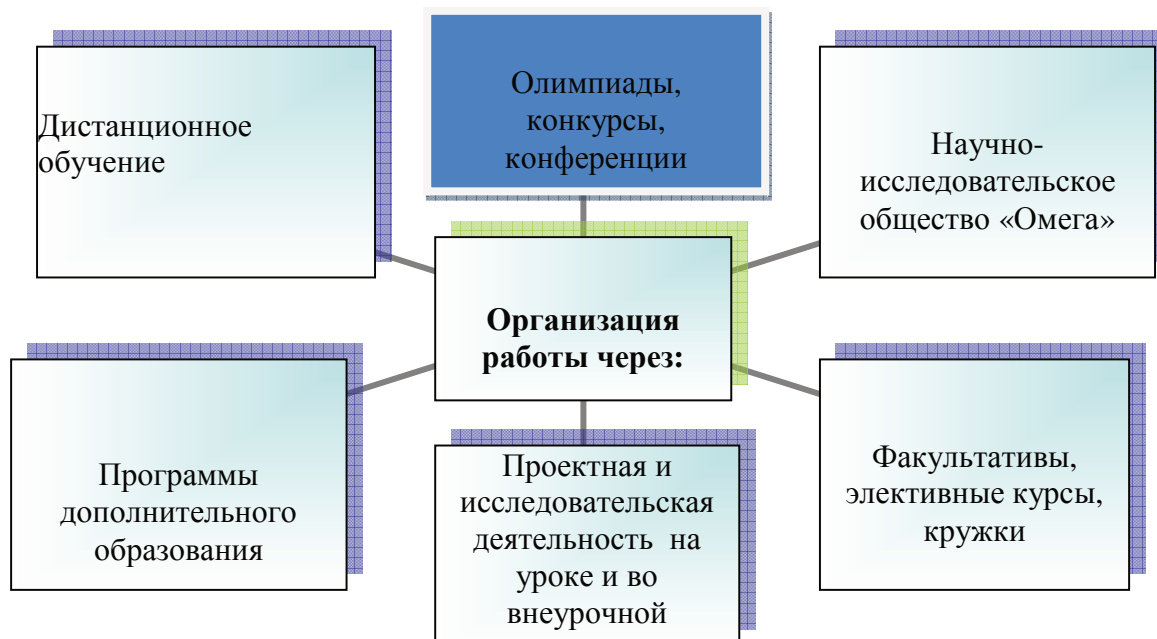 Олимпиады,
конкурсы,
конференции
Дистанционное
обучение
Научно-
исследовательское
общество «Омега»
Организация
работы через:
Программы
дополнительного
образования
Проектная и
исследовательская
деятельность на
уроке и во
внеурочной
Факультативы,
элективные курсы,
кружки